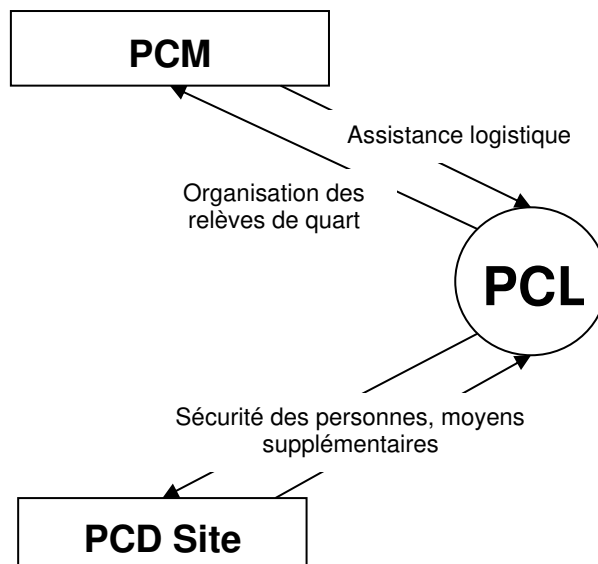 PCM
Assistance logistique
Organisation des
relèves de quart
PCL
Sécurité des personnes, moyens
supplémentaires
PCD Site